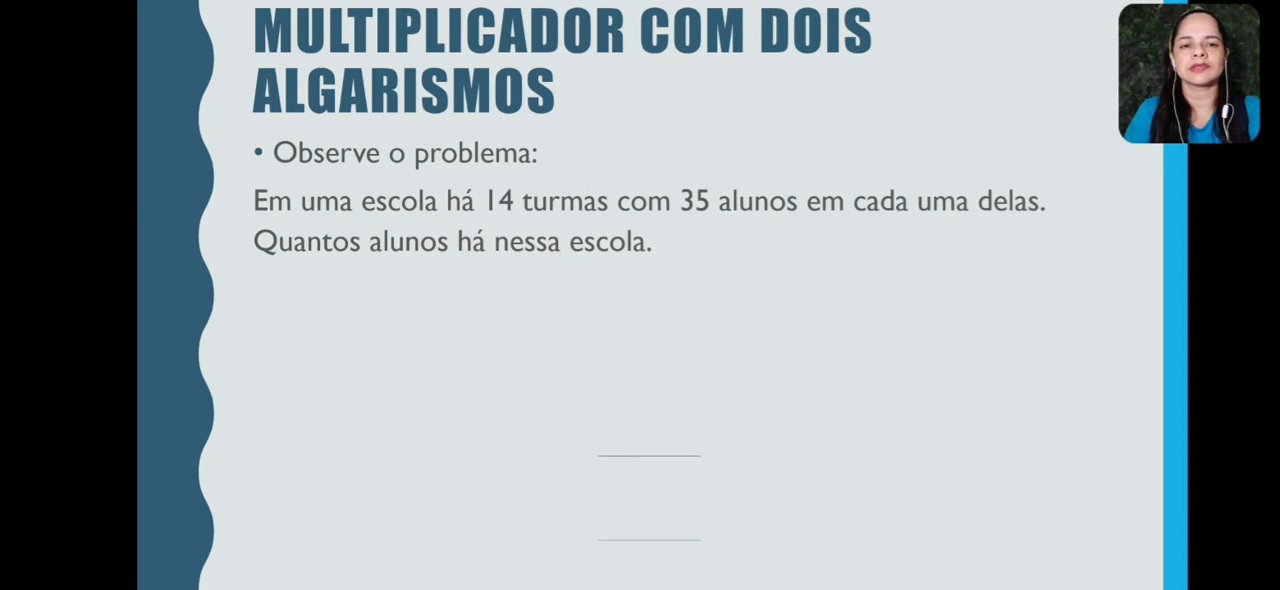 MULTIPLICADOR COM DOIS
ALGARISMOS
• Observe o problema:
Em uma escola há 14 turmas com 35 alunos em cada uma delas.
Quantos alunos há nessa escola.